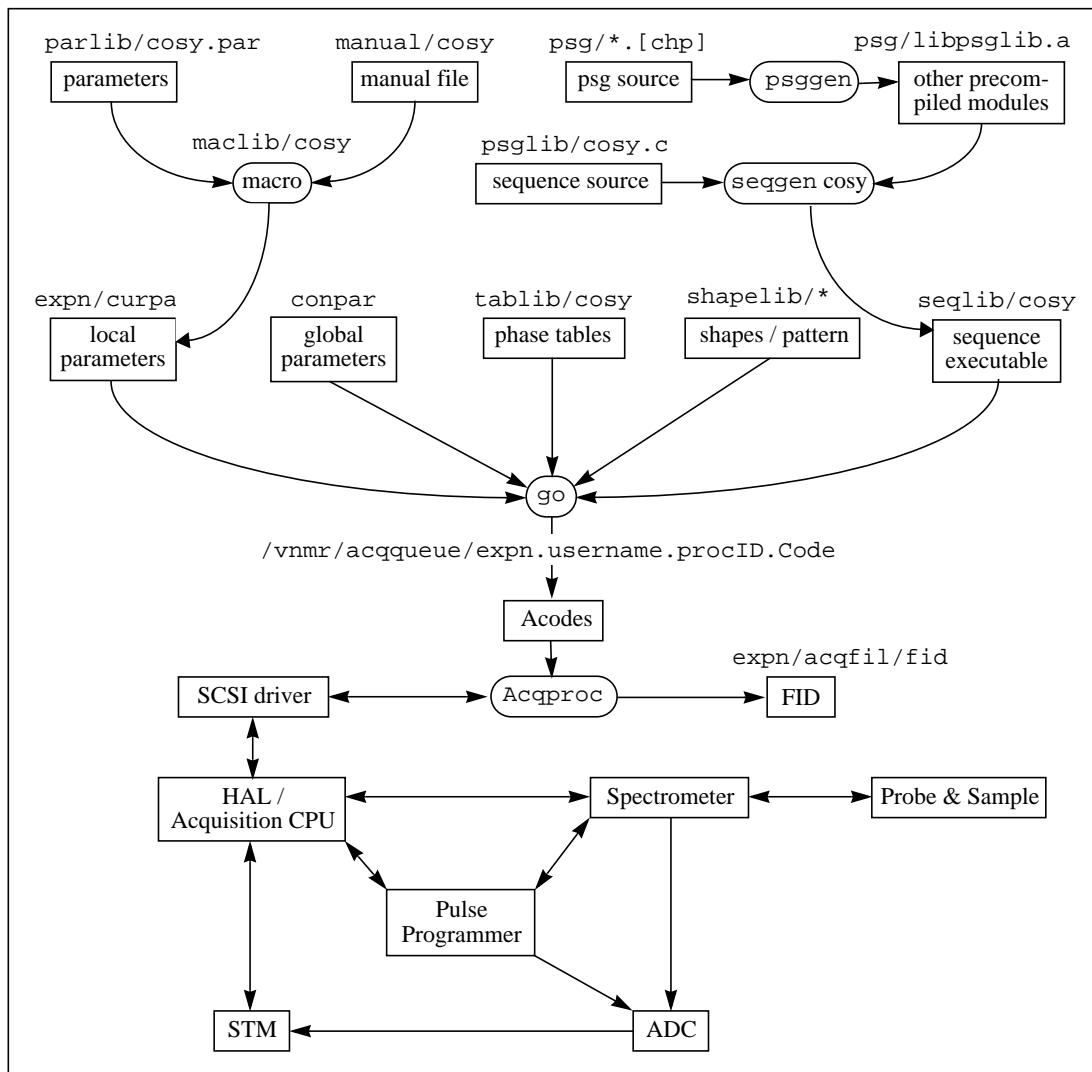 parlib/cosy.par
manual/cosy
psg/*.[chp]
psg/libpsglib.a
parameters
manual file
psg source
psggen
other precom-
piled modules
maclib/cosy
macro
psglib/cosy.c
sequence source
seqgen cosy
expn/curpa
conpar
tablib/cosy
shapelib/*
seqlib/cosy
local
parameters
global
parameters
phase tables
shapes / pattern
sequence
executable
go
/vnmr/acqqueue/expn.username.procID.Code
Acodes
expn/acqfil/fid
SCSI driver
Acqproc
FID
HAL /
Acquisition CPU
Spectrometer
Probe & Sample
Pulse
Programmer
STM
ADC